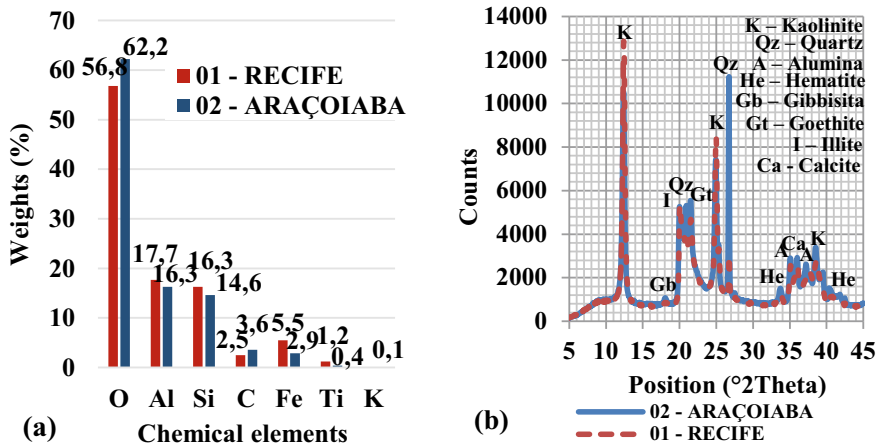 70
60
50
40
30
20
10
0
Weights (%)
56,8
62,2
17,7
16,3
16,3
14,6
2,5
3,6
5,5
2,9
1,2
0,4
0,1
01 - RECIFE
02 - ARAÇOIABA
O Al Si C Fe Ti K
(a)
Chemical elements
14000
12000
10000
8000
6000
4000
2000
0
Counts
K
K – Kaolinite
Qz – Quartz
Qz A – Alumina
He – Hematite
Gb – Gibbisita
K Gt – Goethite
I – Illite
Ca - Calcite
Qz
I Gt
Gb
K
Ca
A A
He He
5 10 15 20 25 30 35 40 45
Position (°2Theta)
(b)
02 - ARAÇOIABA
01 - RECIFE